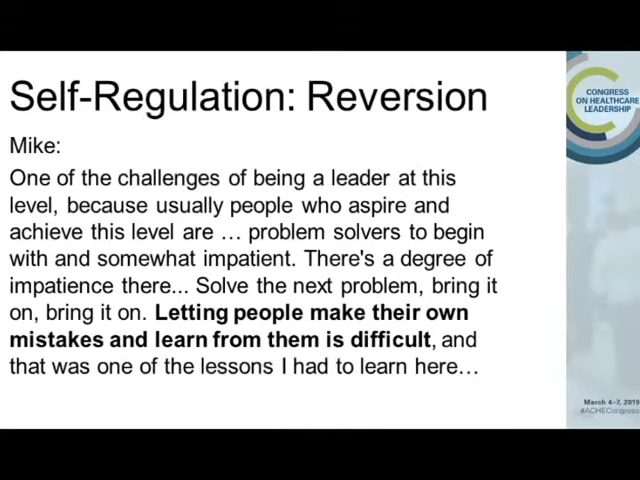 Self-Regulation: Reversion
Mike:
One of the challenges of being a leader at this
level, because usually people who aspire and
achieve this level are … problem solvers to begin
with and somewhat impatient. There's a degree of
impatience there... Solve the next problem, bring it
on, bring it on. Letting people make their own
mistakes and learn from them is difficult, and
that was one of the lessons I had to learn here…
CONGRESS
ON HEALTHCARE
LEADERSHIP
March 4–7, 2019
#ACHECongress